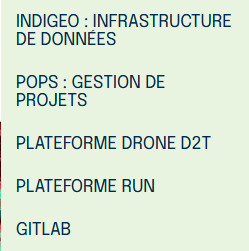 INDIGEO : INFRASTRUCTURE
DE DONNÉES
POPS : GESTION DE
PROJETS
PLATEFORME DRONE D2T
PLATEFORME RUN
GITLAB